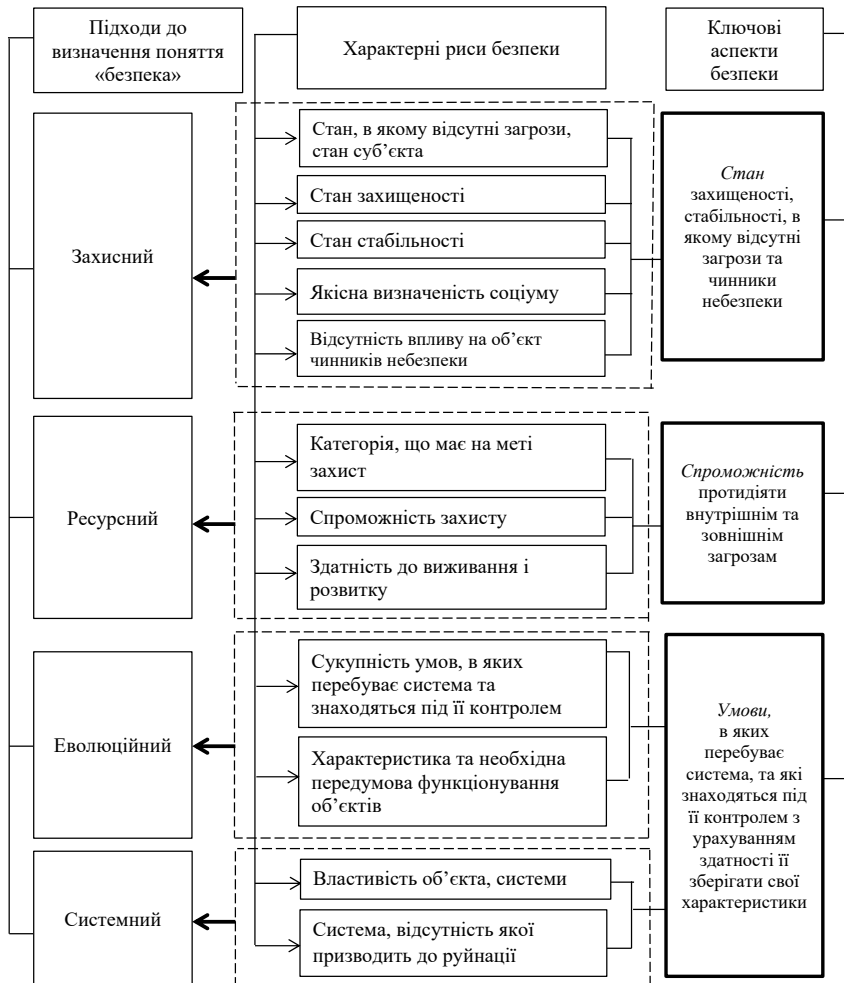 Підходи до
визначення поняття
«безпека»
Характерні риси безпеки
Ключові
аспекти
безпеки
Захисний
Стан, в якому відсутні загрози,
стан суб’єкта
Стан захищеності
Стан стабільності
Якісна визначеність соціуму
Відсутність впливу на об’єкт
чинників небезпеки
Стан
захищеності,
стабільності, в
якому відсутні
загрози та
чинники
небезпеки
Ресурсний
Категорія, що має на меті
захист
Спроможність захисту
Здатність до виживання і
розвитку
Спроможність
протидіяти
внутрішнім та
зовнішнім
загрозам
Еволюційний
Сукупність умов, в яких
перебуває система та
знаходяться під її контролем
Характеристика та необхідна
передумова функціонування
об’єктів
Умови,
в яких
перебуває
система, та які
знаходяться під
її контролем з
урахуванням
здатності її
зберігати свої
характеристики
Системний
Властивість об’єкта, системи
Система, відсутність якої
призводить до руйнації